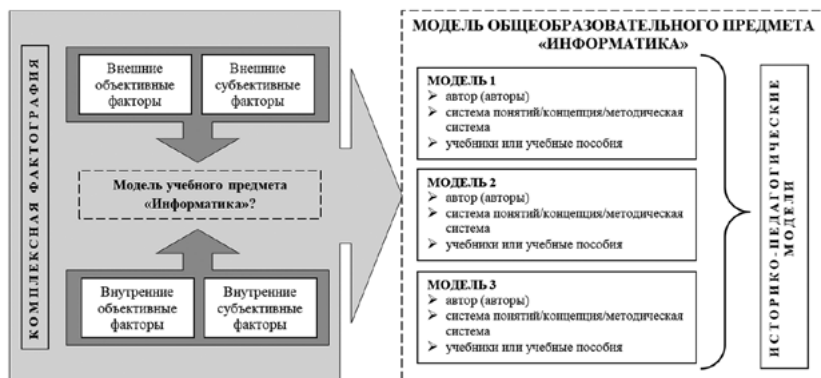 КОМПЛЕКСНАЯ ФАКТОГРАФИЯ
Внешние
объективные
факторы
Внешние
субъективные
факторы
Модель учебного предмета
«Информатика»?
Внутренние
объективные
факторы
Внутренние
субъективные
факторы
МОДЕЛЬ ОБЩЕОБРАЗОВАТЕЛЬНОГО ПРЕДМЕТА
«ИНФОРМАТИКА»
МОДЕЛЬ 1
➢ автор (авторы)
➢ система понятий/концепция/методическая
система
➢ учебники или учебные пособия
МОДЕЛЬ 2
➢ автор (авторы)
➢ система понятий/концепция/методическая
система
➢ учебники или учебные пособия
МОДЕЛЬ 3
➢ автор (авторы)
➢ система понятий/концепция/методическая
система
➢ учебники или учебные пособия
ИСТОРИКО-ПЕДАГОГИЧЕСКИЕ
МОДЕЛИ